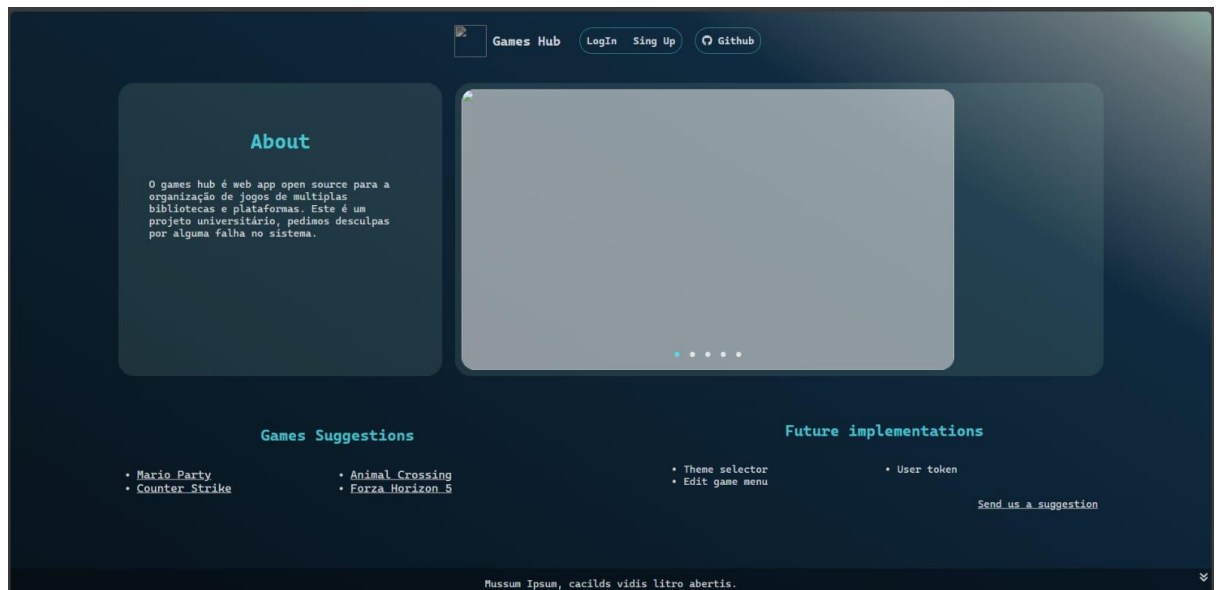 Games Hub LogIn Sing Up Github
About
O games hub é web app open source para a
organização de jogos de multiplas
bibliotecas e plataformas. Este é um
projeto universitário, pedimos desculpas
por alguma falha no sistema.
Games Suggestions
• Mario Party
• Counter Strike
• Animal Crossing
• Forza Horizon 5
Future implementations
• Theme selector
• Edit game menu
• User token
Send us a suggestion
Mussum Ipsum, cacilds vidis litro abertis.